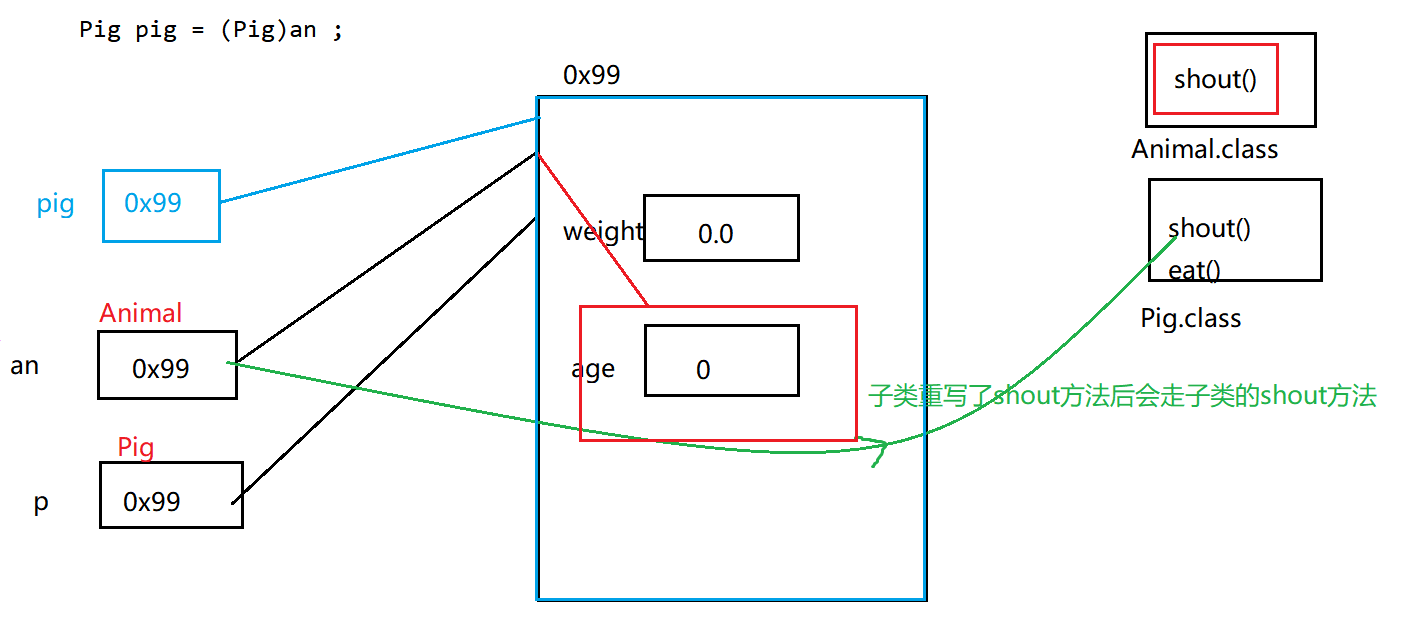 Pig pig = (Pig)an ;
0x99
shout()
Animal.class
pig
0x99
weight
0.0
shout()
eat()
Pig.class
Animal
an
0x99
age
0
子类重写了shout方法后会走子类的shout方法
Pig
p
0x99